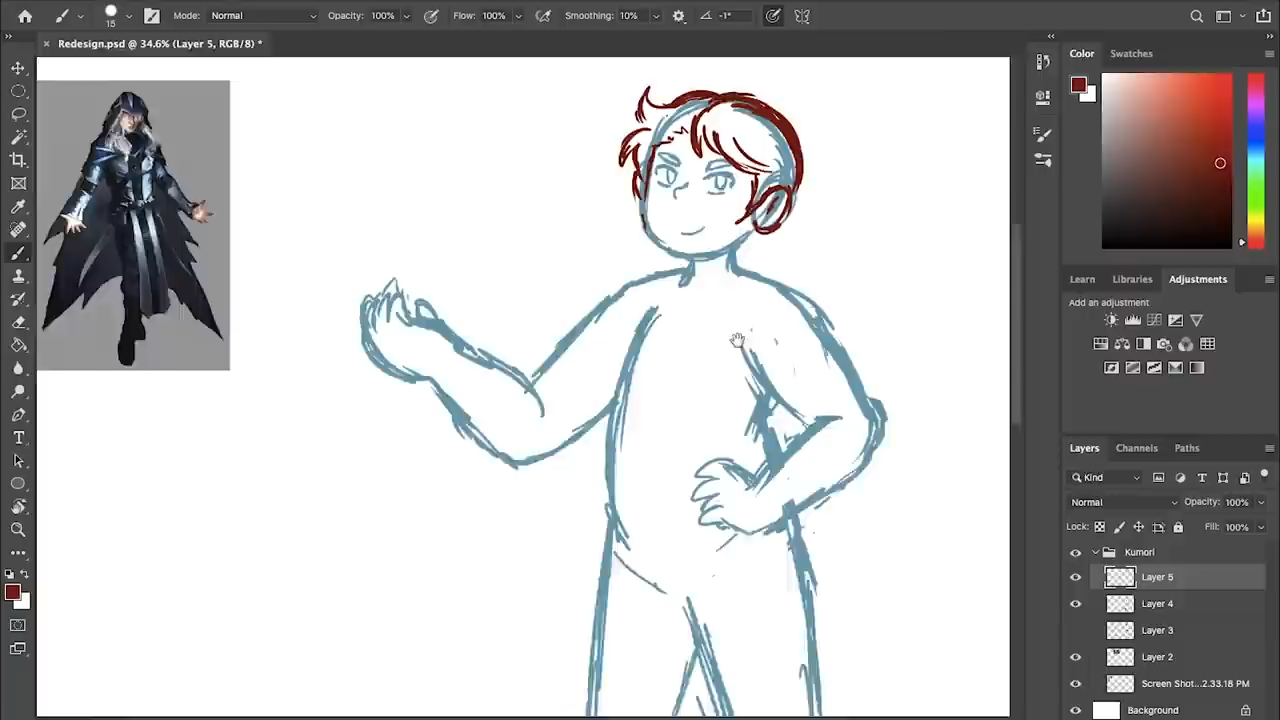 15
Mode: Normal
Opacity: 100%
Flow: 100%
Smoothing: 10%
-1°
Redesign.psd @ 34.6% (Layer 5, RGB/8) *
Color
Swatches
Learn
Libraries
Adjustments
Add an adjustment
Layers
Channels
Paths
Kind
Normal
Opacity: 100%
Lock:
Fill: 100%
Kumori
Layer 5
Layer 4
Layer 3
Layer 2
Screen Shot...2.33.18 PM
Background